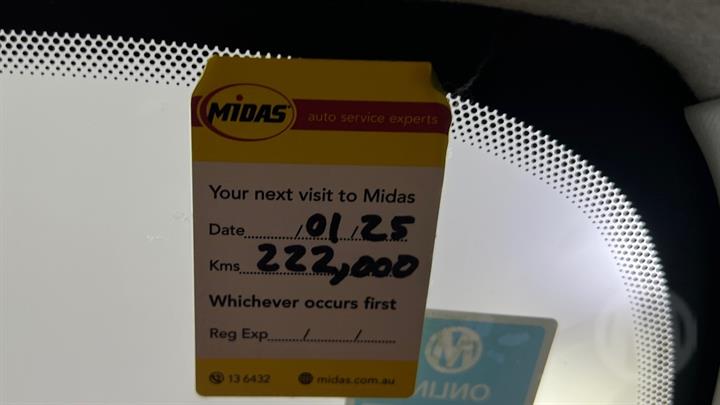 MIDAS auto service experts
Your next visit to Midas
Date........../01/25
Kms 222,000
Whichever occurs first
Reg Exp......../........../..........
13 6432 midas.com.au
ONLIN